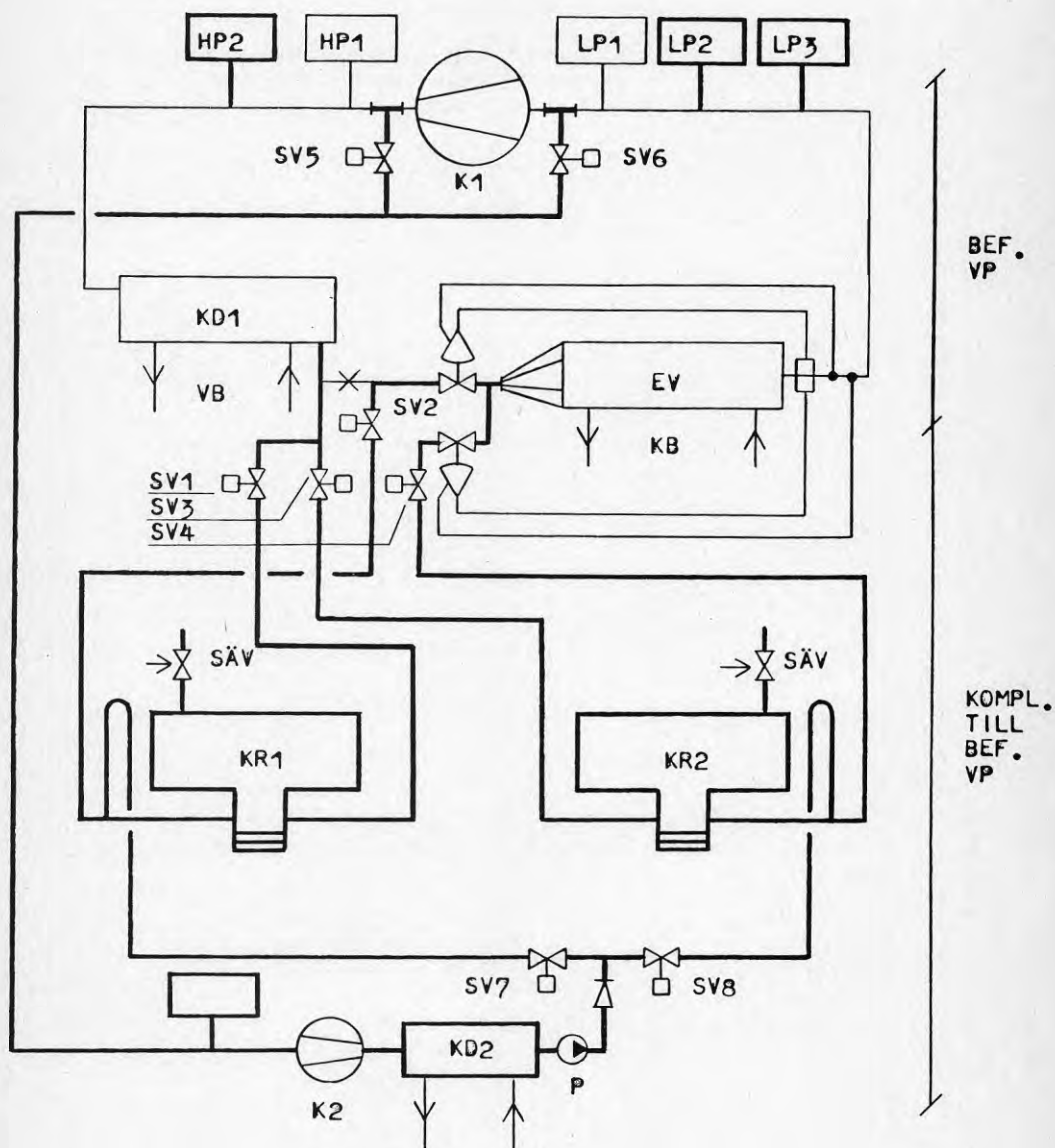 HP2
HP1
LP1
LP2
LP3
SV5
K1
SV6
BEF.
VP
KD1
VB
SV2
EV
KB
SV1
SV3
SV4
SÄV
SÄV
KR1
KR2
KOMPL.
TILL
BEF.
VP
SV7
SV8
KD2
P
K2